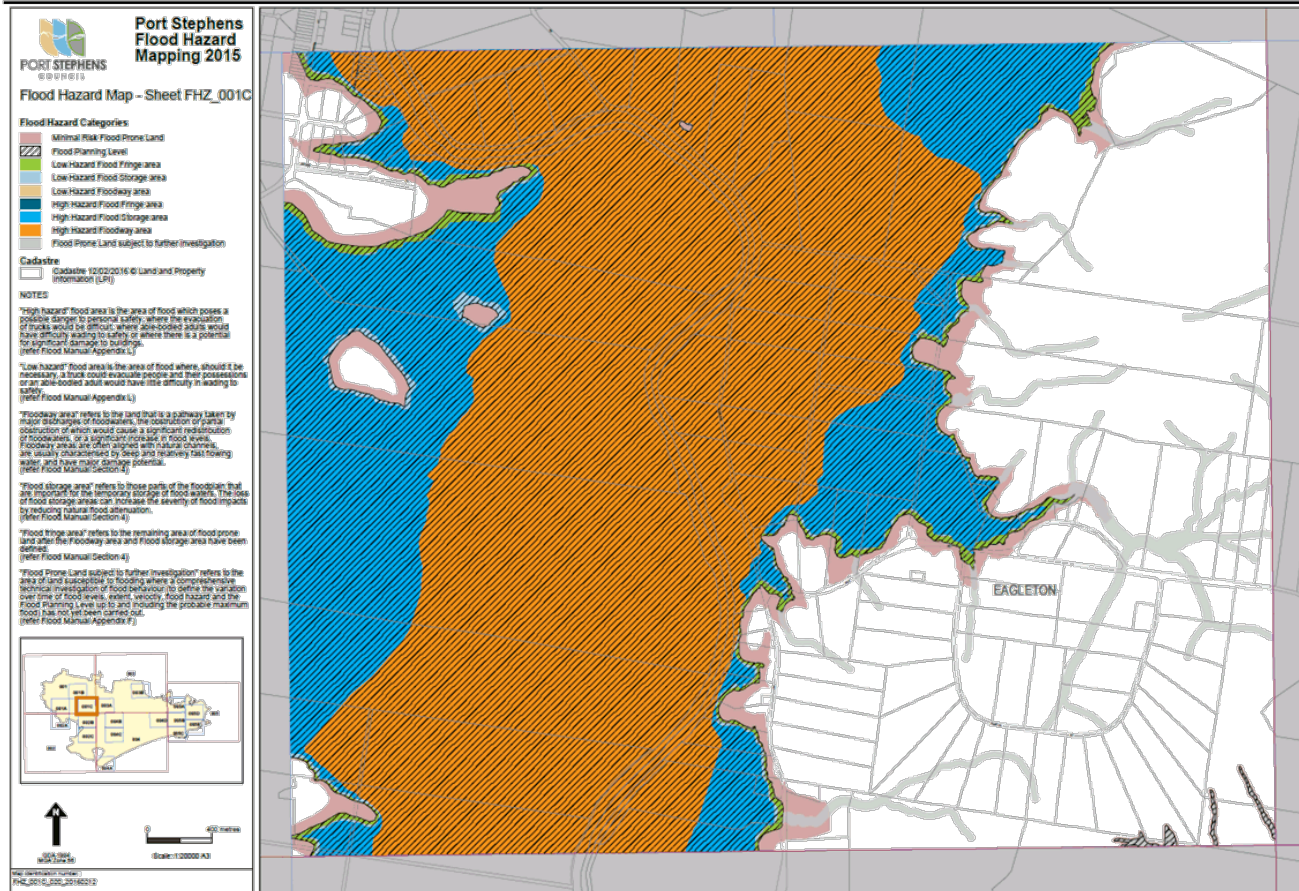 Port Stephens
Flood Hazard
Mapping 2015
PORT STEPHENS
COUNCIL
Flood Hazard Map - Sheet FHZ_001C
Flood Hazard Categories
Minimal Risk Flood Prone Land
Flood Planning Level
Low Hazard Flood Fringe area
Low Hazard Flood Storage area
Low Hazard Floodway area
High Hazard Flood Fringe area
High Hazard Flood Storage area
High Hazard Floodway area
Flood Prone Land subject to further investigation
Cadastre
Cadastre 12/02/2016 © Land and Property
Information (LPI)
NOTES
"High hazard" flood area is the area of flood which poses a
possible danger to personal safety, where the evacuation
of trucks would be difficult, where able-bodied adults would
have difficulty wading to safety or where there is a potential
for significant damage to buildings.
(refer Flood Manual Appendix L)
"Low hazard" flood area is the area of flood where, should it be
necessary, a truck could evacuate people and their possessions
or an able-bodied adult would have little difficulty in wading to
safety.
(refer Flood Manual Appendix L)
"Floodway area" refers to the land that is a pathway taken by
major discharges of floodwaters, the obstruction or partial
obstruction of which would cause a significant redistribution
of floodwaters, or a significant increase in flood levels.
Floodway areas are often aligned with natural channels,
are usually characterised by deep and relatively fast flowing
water, and have major damage potential.
(refer Flood Manual Section 4)
"Flood storage area" refers to those parts of the floodplain that
are important for the temporary storage of flood waters. The loss
of flood storage areas can increase the severity of flood impacts
by reducing natural flood attenuation.
(refer Flood Manual Section 4)
"Flood fringe area" refers to the remaining area of flood prone
land after the Floodway area and Flood storage area have been
defined.
(refer Flood Manual Section 4)
"Flood Prone Land subject to further investigation" refers to the
area of land susceptible to flooding where a comprehensive
technical investigation of flood behaviour (to define the variation
over time of flood levels, extent, velocity, flood hazard and the
Flood Planning Level up to and including the probable maximum
flood) has not yet been carried out.
(refer Flood Manual Appendix F)
EAGLETON
N
GDA 1994
MGA Zone 56
0 400 metres
Scale 1:20000 A3
Map identification number:
FHZ_001C_020_20160212